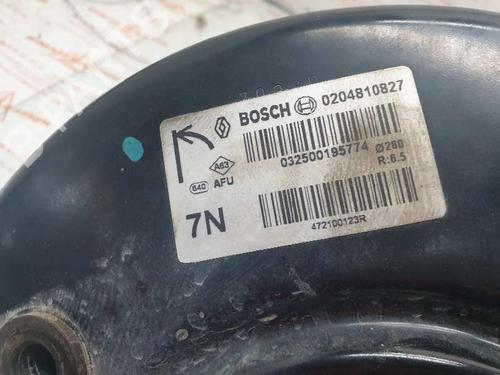 BOSCH 0204810827
032500195774 Ø280
R:6.5
A63
640 AFU
7N
472100123R